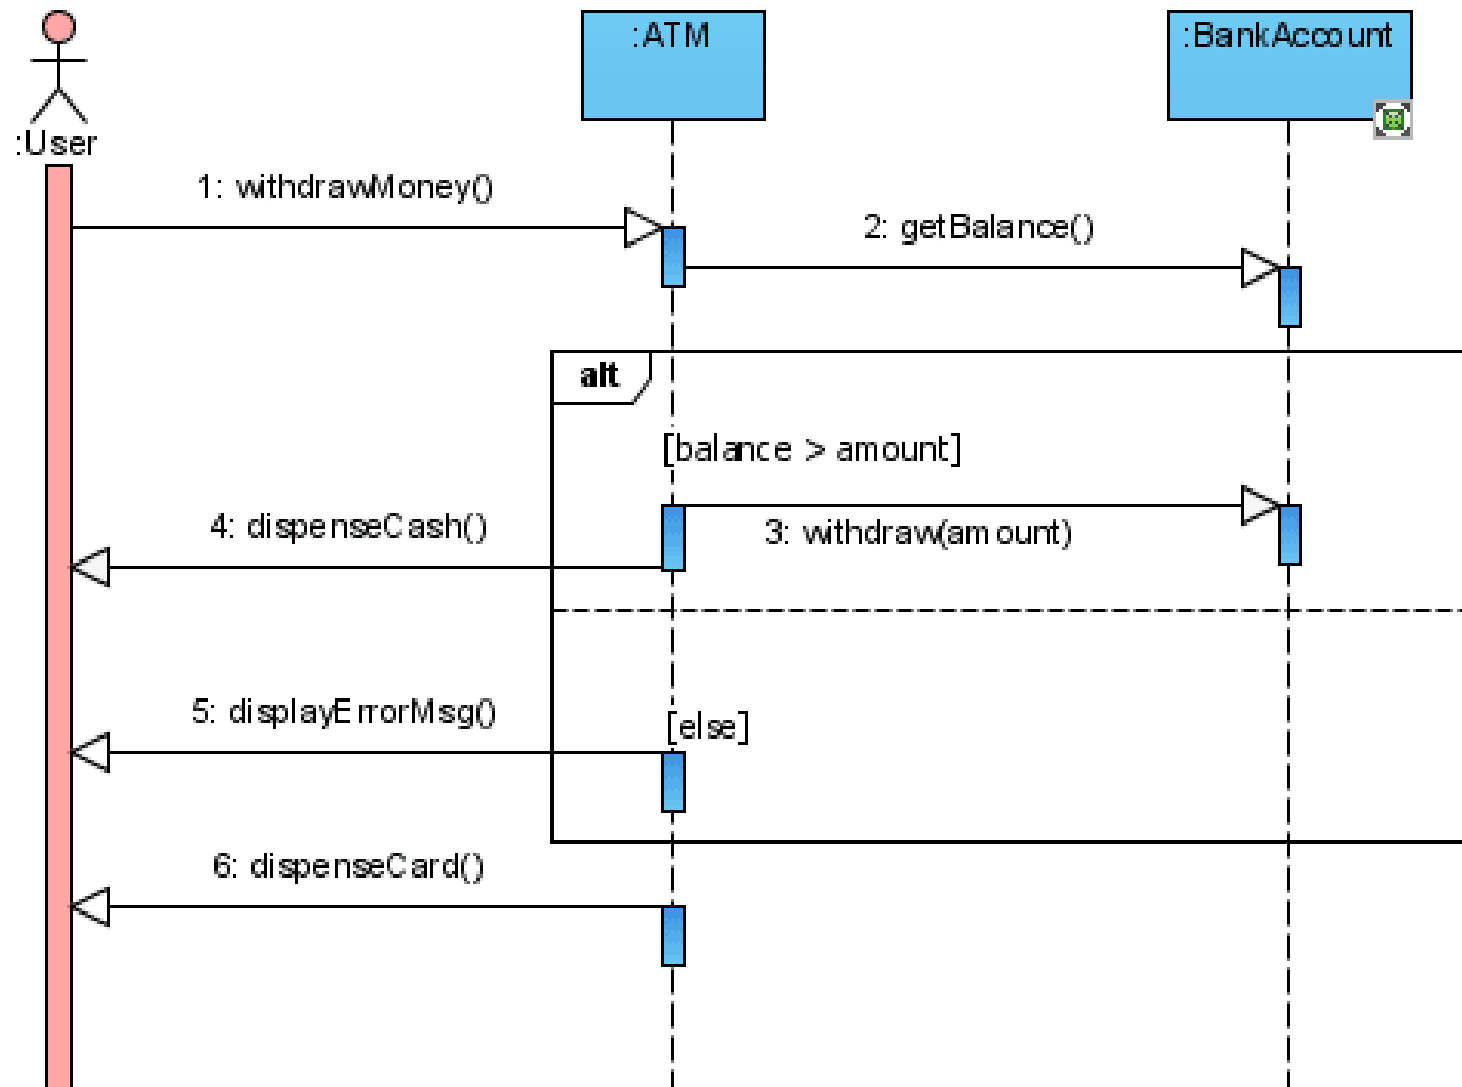 :ATM
:BankAccount
:User
1: withdrawMoney()
2: getBalance()
alt
[balance > amount]
4: dispenseCash()
3: withdraw(amount)
5: displayErrorMsg()
[else]
6: dispenseCard()